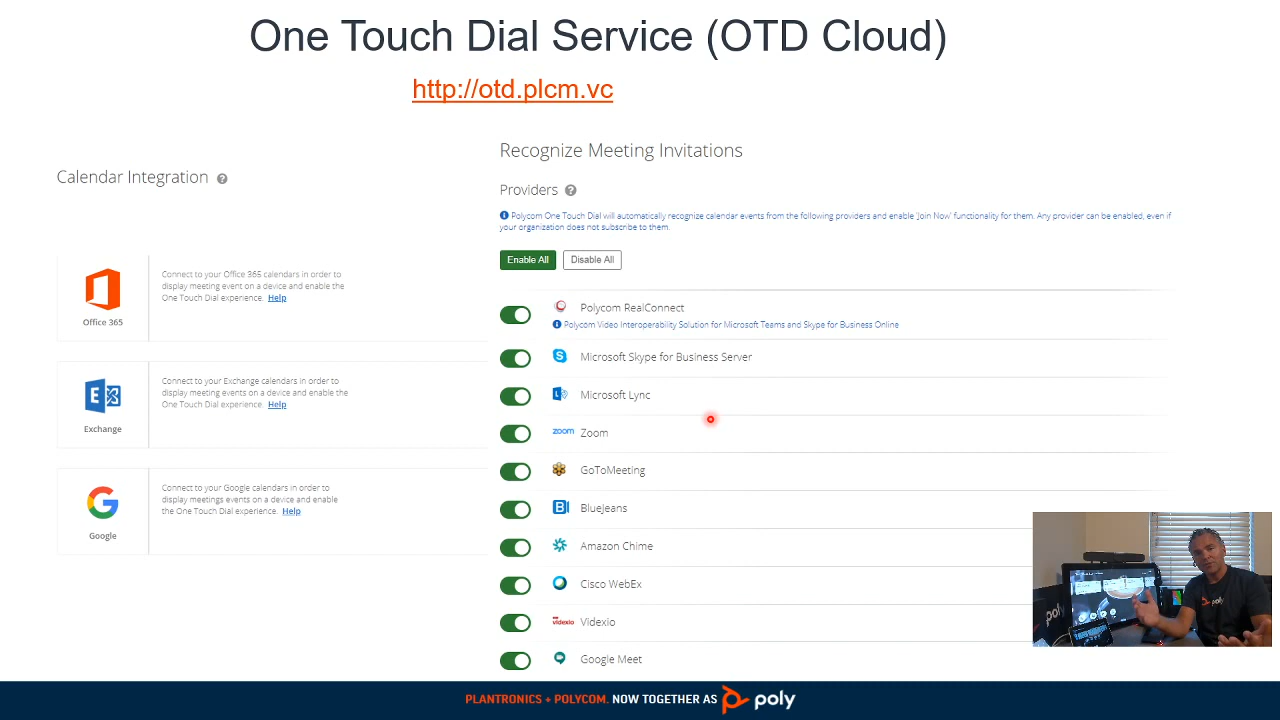 One Touch Dial Service (OTD Cloud)
http://otd.plcm.vc
Calendar Integration ?
Office 365
Connect to your Office 365 calendars in order to
display meeting event on a device and enable the
One Touch Dial experience. Help
Exchange
Connect to your Exchange calendars in order to
display meeting events on a device and enable the
One Touch Dial experience. Help
Google
Connect to your Google calendars in order to
display meetings events on a device and enable
the One Touch Dial experience. Help
Recognize Meeting Invitations
Providers ?
Polycom One Touch Dial will automatically recognize calendar events from the following providers and enable 'Join Now' functionality for them. Any provider can be enabled, even if
your organization does not subscribe to them.
Enable All Disable All
Polycom RealConnect
Polycom Video Interoperability Solution for Microsoft Teams and Skype for Business Online
Microsoft Skype for Business Server
Microsoft Lync
zoom Zoom
GoToMeeting
BlueJeans
Amazon Chime
Cisco WebEx
videxio Videxio
Google Meet
poly
poly
PLANTRONICS + POLYCOM. NOW TOGETHER AS poly